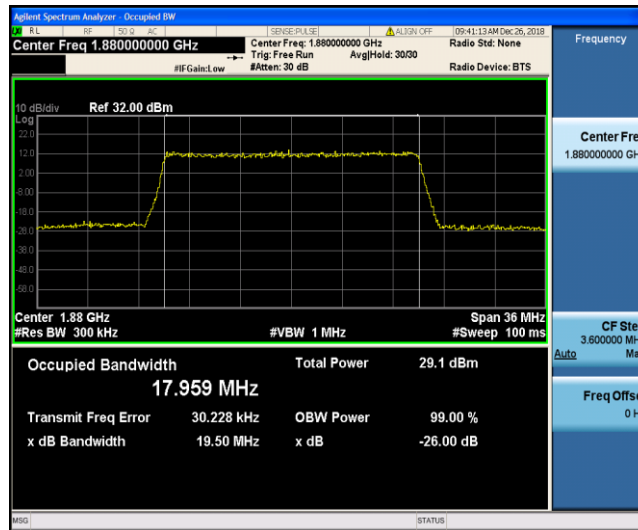 Agilent Spectrum Analyzer - Occupied BW
RL RF 50 Ω AC SENSE:PULSE ALIGN OFF 09:41:13 AM Dec 26, 2018
Center Freq 1.880000000 GHz Center Freq: 1.880000000 GHz Radio Std: None
Trig: Free Run Avg|Hold: 30/30
#IFGain:Low #Atten: 30 dB Radio Device: BTS
10 dB/div Ref 32.00 dBm
Log
22.0
12.0
2.00
-8.00
-18.0
-28.0
-38.0
-48.0
-58.0
Center 1.88 GHz Span 36 MHz
#Res BW 300 kHz #VBW 1 MHz #Sweep 100 ms
Occupied Bandwidth Total Power 29.1 dBm
17.959 MHz
Transmit Freq Error 30.228 kHz OBW Power 99.00 %
x dB Bandwidth 19.50 MHz x dB -26.00 dB
MSG STATUS
Frequency
Center Fre
1.880000000 GH
CF Ste
3.600000 MH
Auto Ma
Freq Offse
0 H